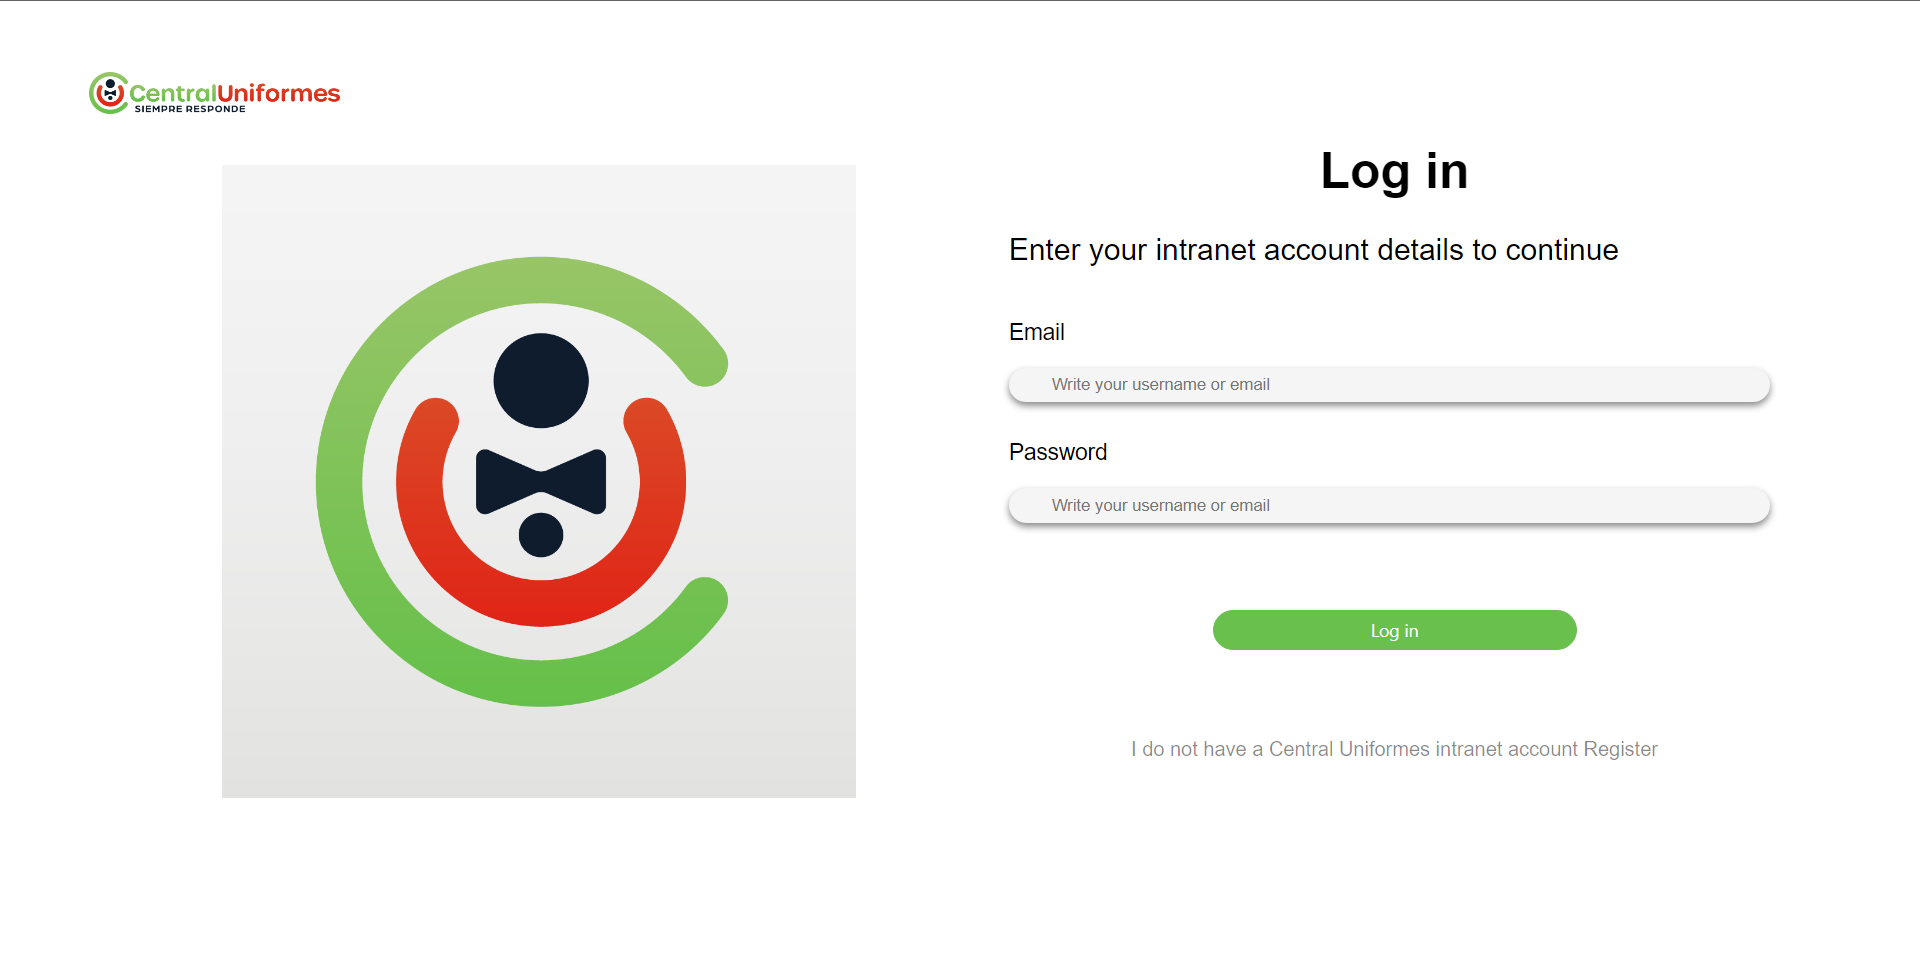 CentralUniformes
SIEMPRE RESPONDE
Log in
Enter your intranet account details to continue
Email
Write your username or email
Password
Write your username or email
Log in
I do not have a Central Uniformes intranet account Register